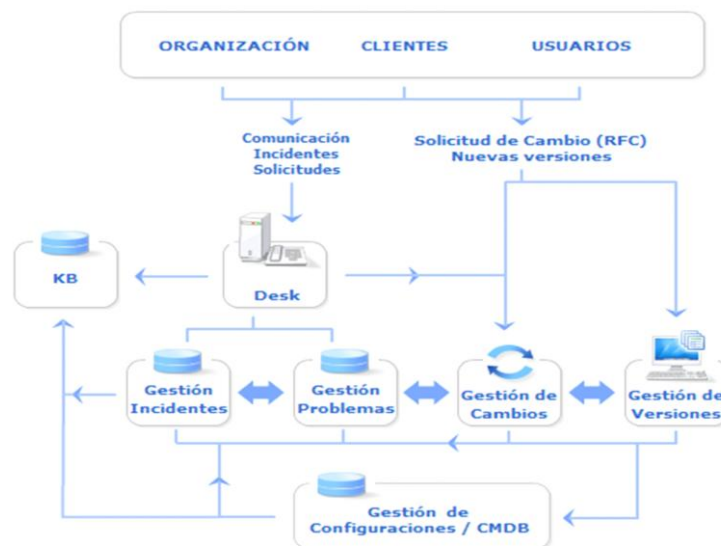 ORGANIZACIÓN CLIENTES USUARIOS
Comunicación
Incidentes
Solicitudes
Solicitud de Cambio (RFC)
Nuevas versiones
KB
Desk
Gestión
Incidentes
Gestión
Problemas
Gestión de
Cambios
Gestión de
Versiones
Gestión de
Configuraciones / CMDB